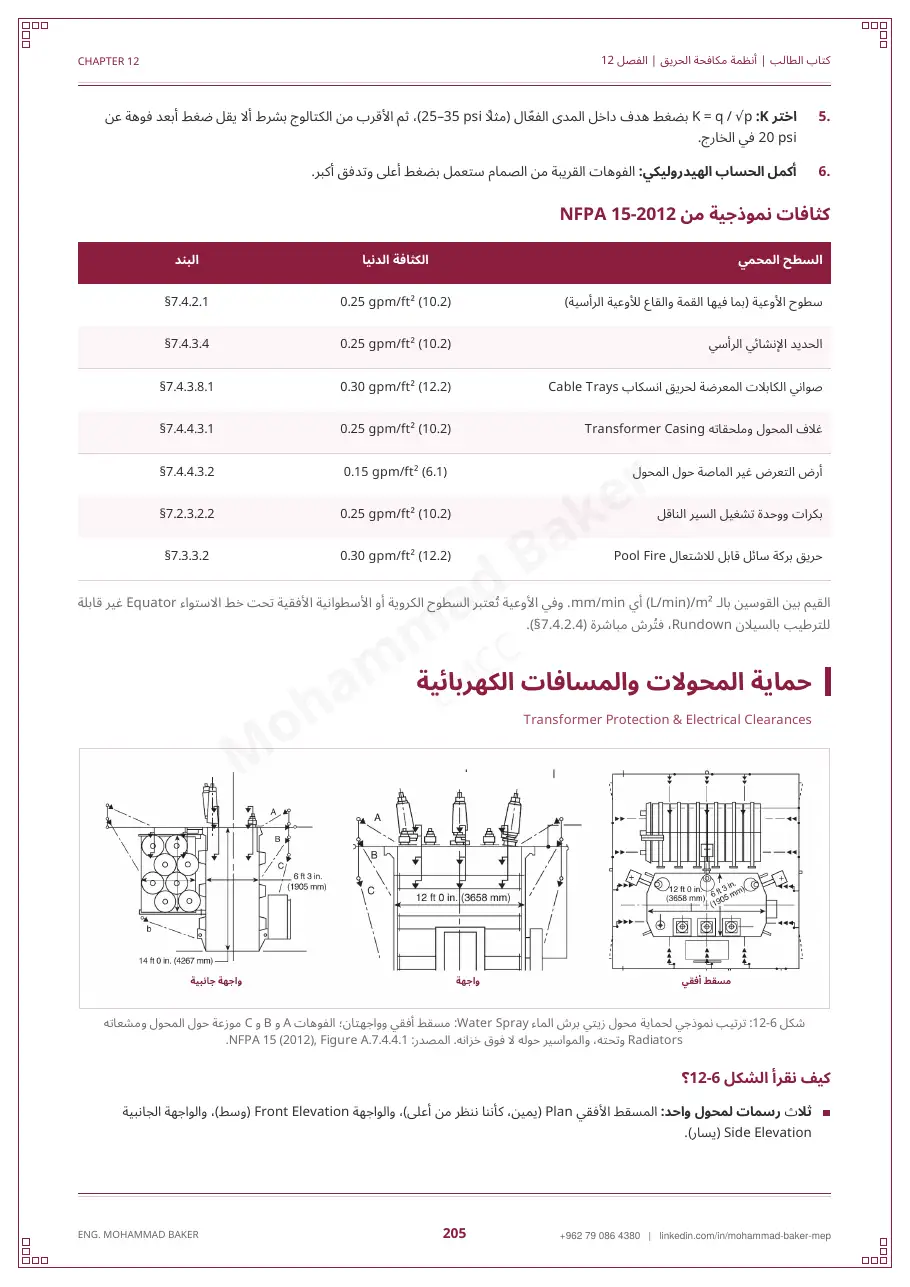 كتاب الطالب | أنظمة مكافحة الحريق | الفصل 12
CHAPTER 12
5. اختر K: K = q / √p بضغط هدف داخل المدى الفعّال (مثلًا 25–35 psi)، ثم الأقرب من الكتالوج بشرط ألا يقل ضغط أبعد فوهة عن
20 psi في الخارج.
6. أكمل الحساب الهيدروليكي: الفوهات القريبة من الصمام ستعمل بضغط أعلى وتدفق أكبر.
كثافات نموذجية من NFPA 15-2012
السطح المحمي الكثافة الدنيا البند
سطوح الأوعية (بما فيها القمة والقاع للأوعية الرأسية) 0.25 gpm/ft² (10.2) §7.4.2.1
الحديد الإنشائي الرأسي 0.25 gpm/ft² (10.2) §7.4.3.4
صواني الكابلات المعرضة لحريق انسكاب Cable Trays 0.30 gpm/ft² (12.2) §7.4.3.8.1
غلاف المحول وملحقاته Transformer Casing 0.25 gpm/ft² (10.2) §7.4.4.3.1
أرض التعرض غير الماصة حول المحول 0.15 gpm/ft² (6.1) §7.4.4.3.2
بكرات ووحدة تشغيل السير الناقل 0.25 gpm/ft² (10.2) §7.2.3.2.2
حريق بركة سائل قابل للاشتعال Pool Fire 0.30 gpm/ft² (12.2) §7.3.3.2
القيم بين القوسين بالـ (L/min)/m² أي mm/min. وفي الأوعية تُعتبر السطوح الكروية أو الأسطوانية الأفقية تحت خط الاستواء Equator غير قابلة
للترطيب بالسيلان Rundown، فتُرش مباشرة (§7.4.2.4).
Mohammad Baker
حماية المحولات والمسافات الكهربائية
Transformer Protection & Electrical Clearances
12 ft 0 in.
(3658 mm)
6 ft 3 in.
(1905 mm)
مسقط أفقي
A
B
C
12 ft 0 in. (3658 mm)
واجهة
A
B
C
6 ft 3 in.
(1905 mm)
b
14 ft 0 in. (4267 mm)
واجهة جانبية
شكل 6-12: ترتيب نموذجي لحماية محول زيتي برش الماء Water Spray: مسقط أفقي وواجهتان؛ الفوهات A و B و C موزعة حول المحول ومشعاته
Radiators وتحته، والمواسير حوله لا فوق خزانه. المصدر: NFPA 15 (2012), Figure A.7.4.4.1.
كيف نقرأ الشكل 6-12؟
ثلاث رسمات لمحول واحد: المسقط الأفقي Plan (يمين، كأننا ننظر من أعلى)، والواجهة Front Elevation (وسط)، والواجهة الجانبية
Side Elevation (يسار).
ENG. MOHAMMAD BAKER
205
+962 79 086 4380 | linkedin.com/in/mohammad-baker-mep